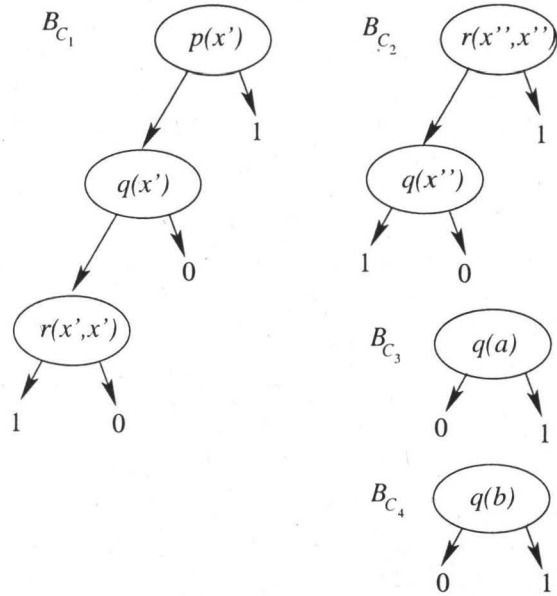 B_{C_1}
p(x')
1
q(x')
0
r(x',x')
1 0
B_{C_2}
r(x'',x'')
1
q(x'')
1 0
B_{C_3}
q(a)
0 1
B_{C_4}
q(b)
0 1